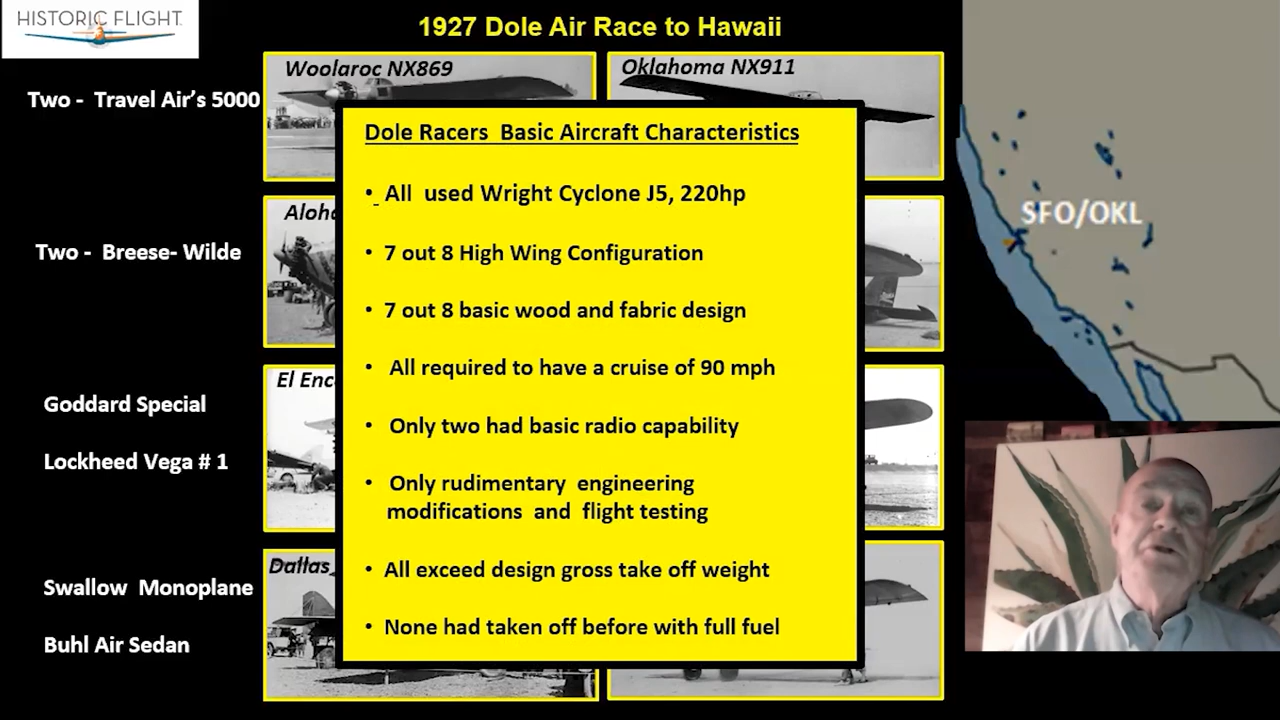 HISTORIC FLIGHT
1927 Dole Air Race to Hawaii
Woolaroc NX869
Oklahoma NX911
Two - Travel Air's 5000
Dole Racers Basic Aircraft Characteristics
• All used Wright Cyclone J5, 220hp
Aloha
Two - Breese- Wilde
• 7 out 8 High Wing Configuration
• 7 out 8 basic wood and fabric design
• All required to have a cruise of 90 mph
El Enc
Goddard Special
• Only two had basic radio capability
Lockheed Vega # 1
• Only rudimentary engineering
modifications and flight testing
Dallas
• All exceed design gross take off weight
Swallow Monoplane
• None had taken off before with full fuel
Buhl Air Sedan
SFO/OKL